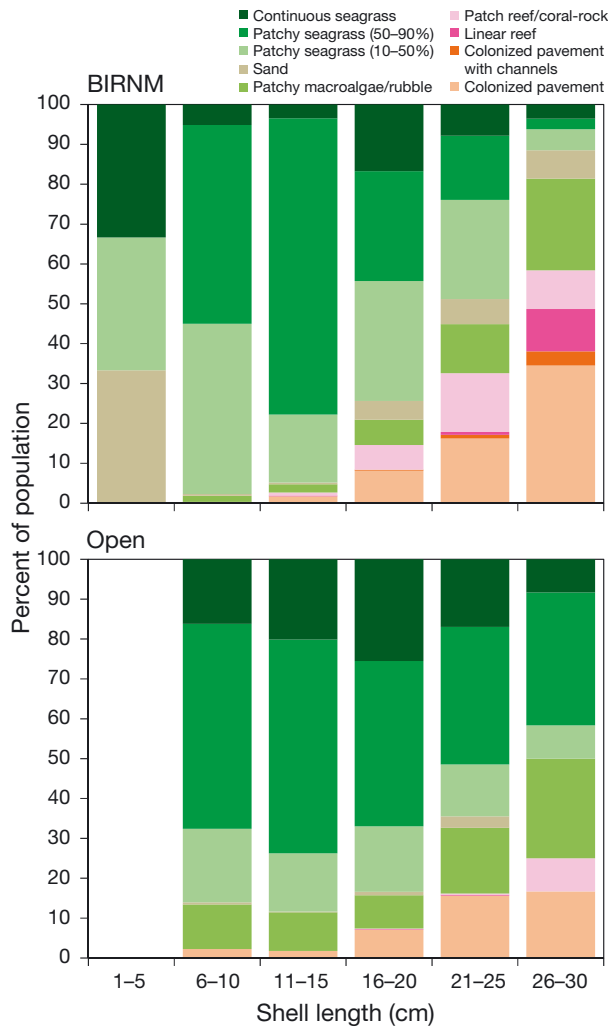 Continuous seagrass
Patchy seagrass (50–90%)
Patchy seagrass (10–50%)
Sand
Patchy macroalgae/rubble
Patch reef/coral-rock
Linear reef
Colonized pavement
with channels
Colonized pavement
BIRNM
100
90
80
70
60
50
40
30
20
10
0
Open
100
90
80
70
60
50
40
30
20
10
0
Percent of population
1–5 6–10 11–15 16–20 21–25 26–30
Shell length (cm)